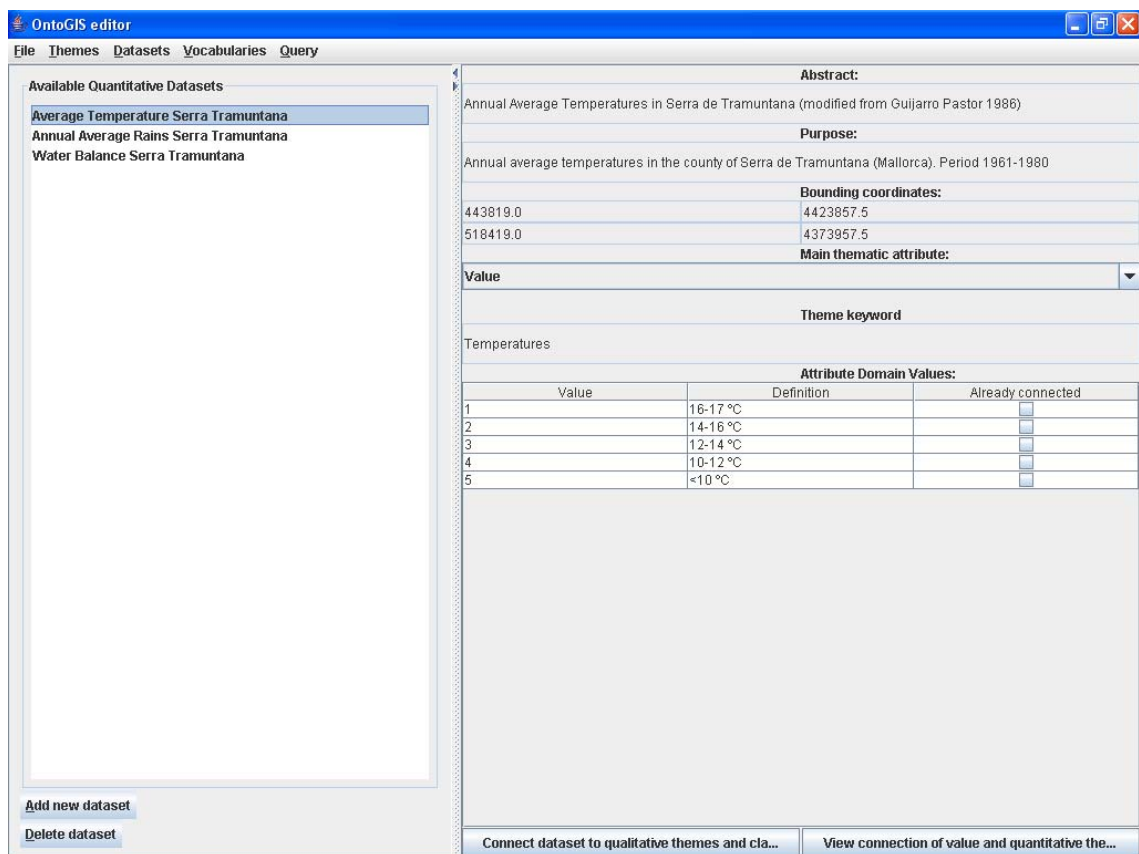 OntoGIS editor
File Themes Datasets Vocabularies Query
Available Quantitative Datasets
Average Temperature Serra Tramuntana
Annual Average Rains Serra Tramuntana
Water Balance Serra Tramuntana
Add new dataset
Delete dataset
Abstract:
Annual Average Temperatures in Serra de Tramuntana (modified from Guijarro Pastor 1986)
Purpose:
Annual average temperatures in the county of Serra de Tramuntana (Mallorca). Period 1961-1980
Bounding coordinates:
443819.0 4423857.5
518419.0 4373957.5
Main thematic attribute:
Value
Theme keyword
Temperatures
Attribute Domain Values:
Value Definition Already connected
1 16-17 ºC
2 14-16 ºC
3 12-14 ºC
4 10-12 ºC
5 <10 ºC
Connect dataset to qualitative themes and cla... View connection of value and quantitative the...